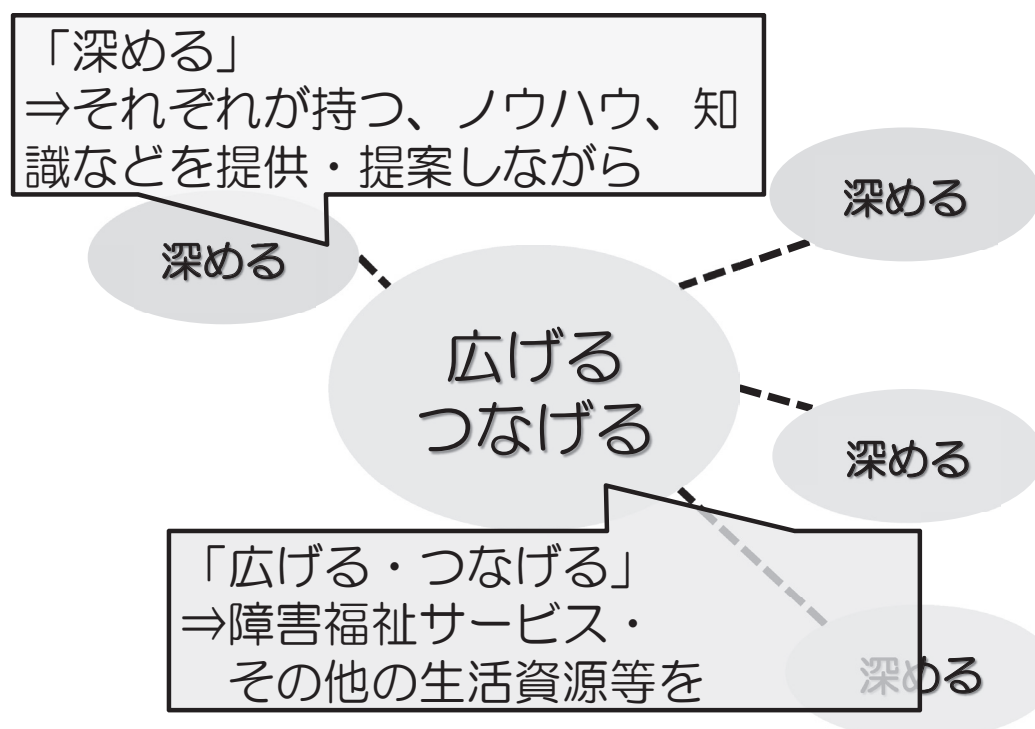 「深める」
⇒それぞれが持つ、ノウハウ、知
識などを提供・提案しながら
深める
深める
広げる
つなげる
深める
「広げる・つなげる」
⇒障害福祉サービス・
その他の生活資源等を
深める